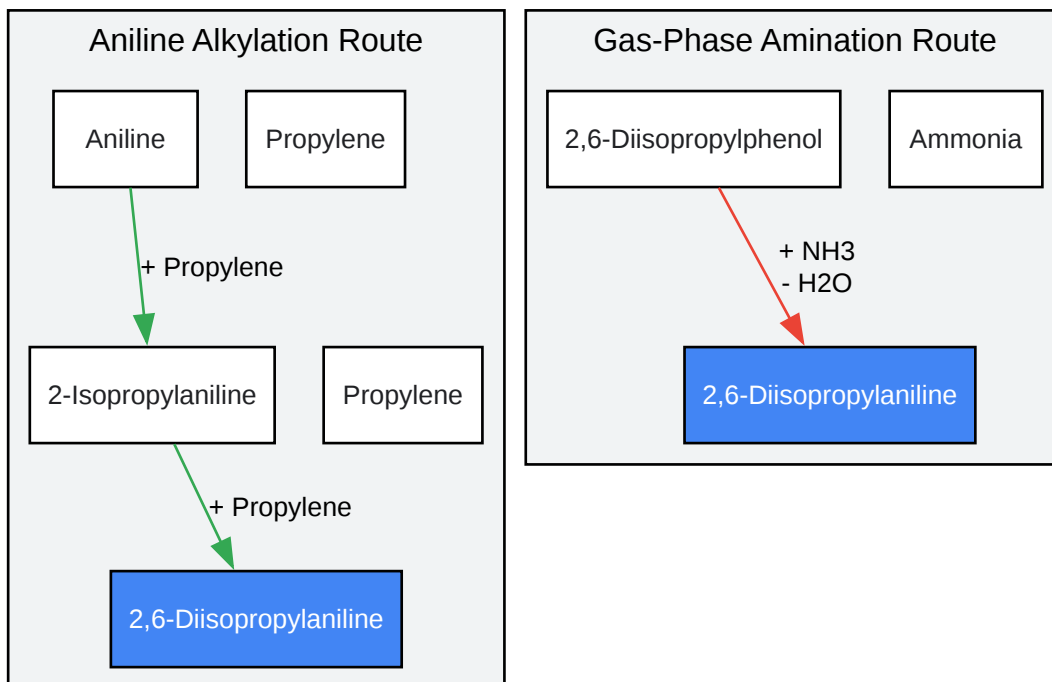 Aniline Alkylation Route
Aniline
Propylene
+ Propylene
2-Isopropylaniline
Propylene
+ Propylene
2,6-Diisopropylaniline
Gas-Phase Amination Route
2,6-Diisopropylphenol
Ammonia
+ NH3
- H2O
2,6-Diisopropylaniline